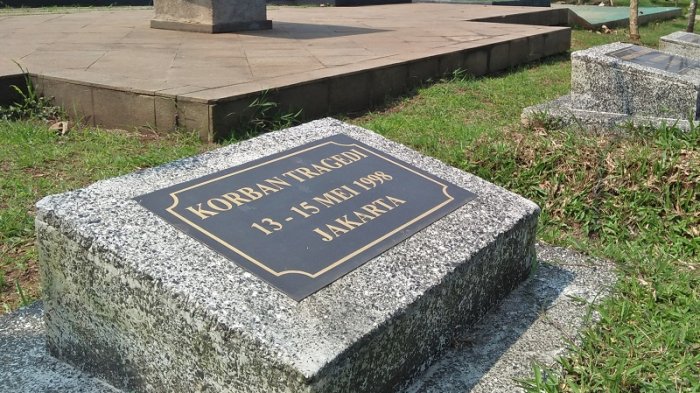 KORBAN TRAGEDI
13 - 15 MEI 1998
JAKARTA